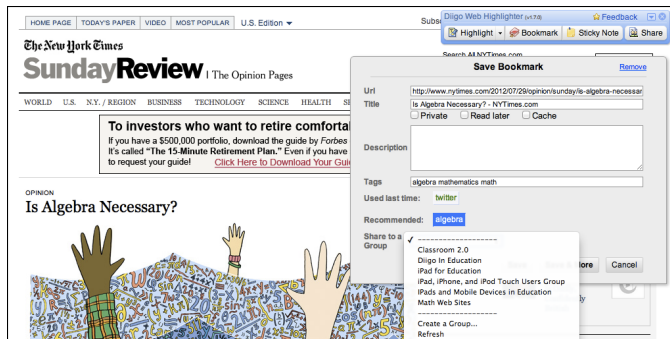 HOME PAGE TODAY'S PAPER VIDEO MOST POPULAR U.S. Edition
Subs
Diigo Web Highlighter (v1.7.8) Feedback
Highlight Bookmark Sticky Note Share
The New York Times
SundayReview The Opinion Pages
Search All NYTimes.com
WORLD U.S. N.Y. / REGION BUSINESS TECHNOLOGY SCIENCE HEALTH
To investors who want to retire comforta
If you have a $500,000 portfolio, download the guide by Forbes
It's called "The 15-Minute Retirement Plan." Even if you have
to request your guide! Click Here to Download Your Gui
OPINION
Is Algebra Necessary?
Save Bookmark Remove
Url http://www.nytimes.com/2012/07/29/opinion/sunday/is-algebra-necessar
Title Is Algebra Necessary? - NYTimes.com
Private Read later Cache
Description
Tags algebra mathematics math
Used last time: twitter
Recommended: algebra
Share to a
Group
--------------------
Classroom 2.0
Diigo In Education
iPad for Education
iPad, iPhone, and iPod Touch Users Group
iPads and Mobile Devices in Education
Math Web Sites
--------------------
Create a Group...
Refresh
More Cancel